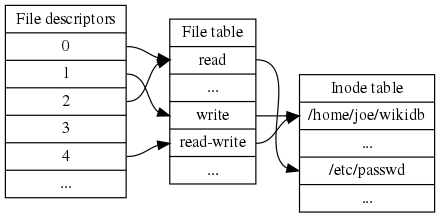 File descriptors
0
1
2
3
4
...
File table
read
...
write
read-write
...
Inode table
/home/joe/wikidb
...
/etc/passwd
...